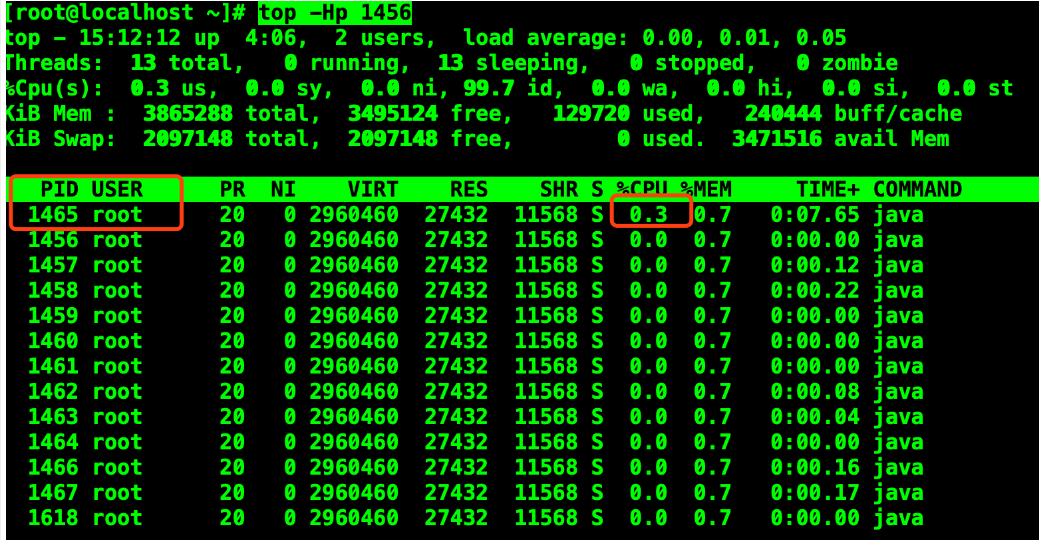 [root@localhost ~]# top -Hp 1456
top - 15:12:12 up  4:06,  2 users,  load average: 0.00, 0.01, 0.05
Threads:  13 total,   0 running,  13 sleeping,   0 stopped,   0 zombie
%Cpu(s):  0.3 us,  0.0 sy,  0.0 ni, 99.7 id,  0.0 wa,  0.0 hi,  0.0 si,  0.0 st
KiB Mem :  3865288 total,  3495124 free,   129720 used,   240444 buff/cache
KiB Swap:  2097148 total,  2097148 free,        0 used.  3471516 avail Mem
PID USER      PR  NI    VIRT    RES    SHR S %CPU %MEM     TIME+ COMMAND
1465 root      20   0 2960460  27432  11568 S  0.3  0.7   0:07.65 java
1456 root      20   0 2960460  27432  11568 S  0.0  0.7   0:00.00 java
1457 root      20   0 2960460  27432  11568 S  0.0  0.7   0:00.12 java
1458 root      20   0 2960460  27432  11568 S  0.0  0.7   0:00.22 java
1459 root      20   0 2960460  27432  11568 S  0.0  0.7   0:00.00 java
1460 root      20   0 2960460  27432  11568 S  0.0  0.7   0:00.00 java
1461 root      20   0 2960460  27432  11568 S  0.0  0.7   0:00.00 java
1462 root      20   0 2960460  27432  11568 S  0.0  0.7   0:00.08 java
1463 root      20   0 2960460  27432  11568 S  0.0  0.7   0:00.04 java
1464 root      20   0 2960460  27432  11568 S  0.0  0.7   0:00.00 java
1466 root      20   0 2960460  27432  11568 S  0.0  0.7   0:00.16 java
1467 root      20   0 2960460  27432  11568 S  0.0  0.7   0:00.17 java
1618 root      20   0 2960460  27432  11568 S  0.0  0.7   0:00.00 java